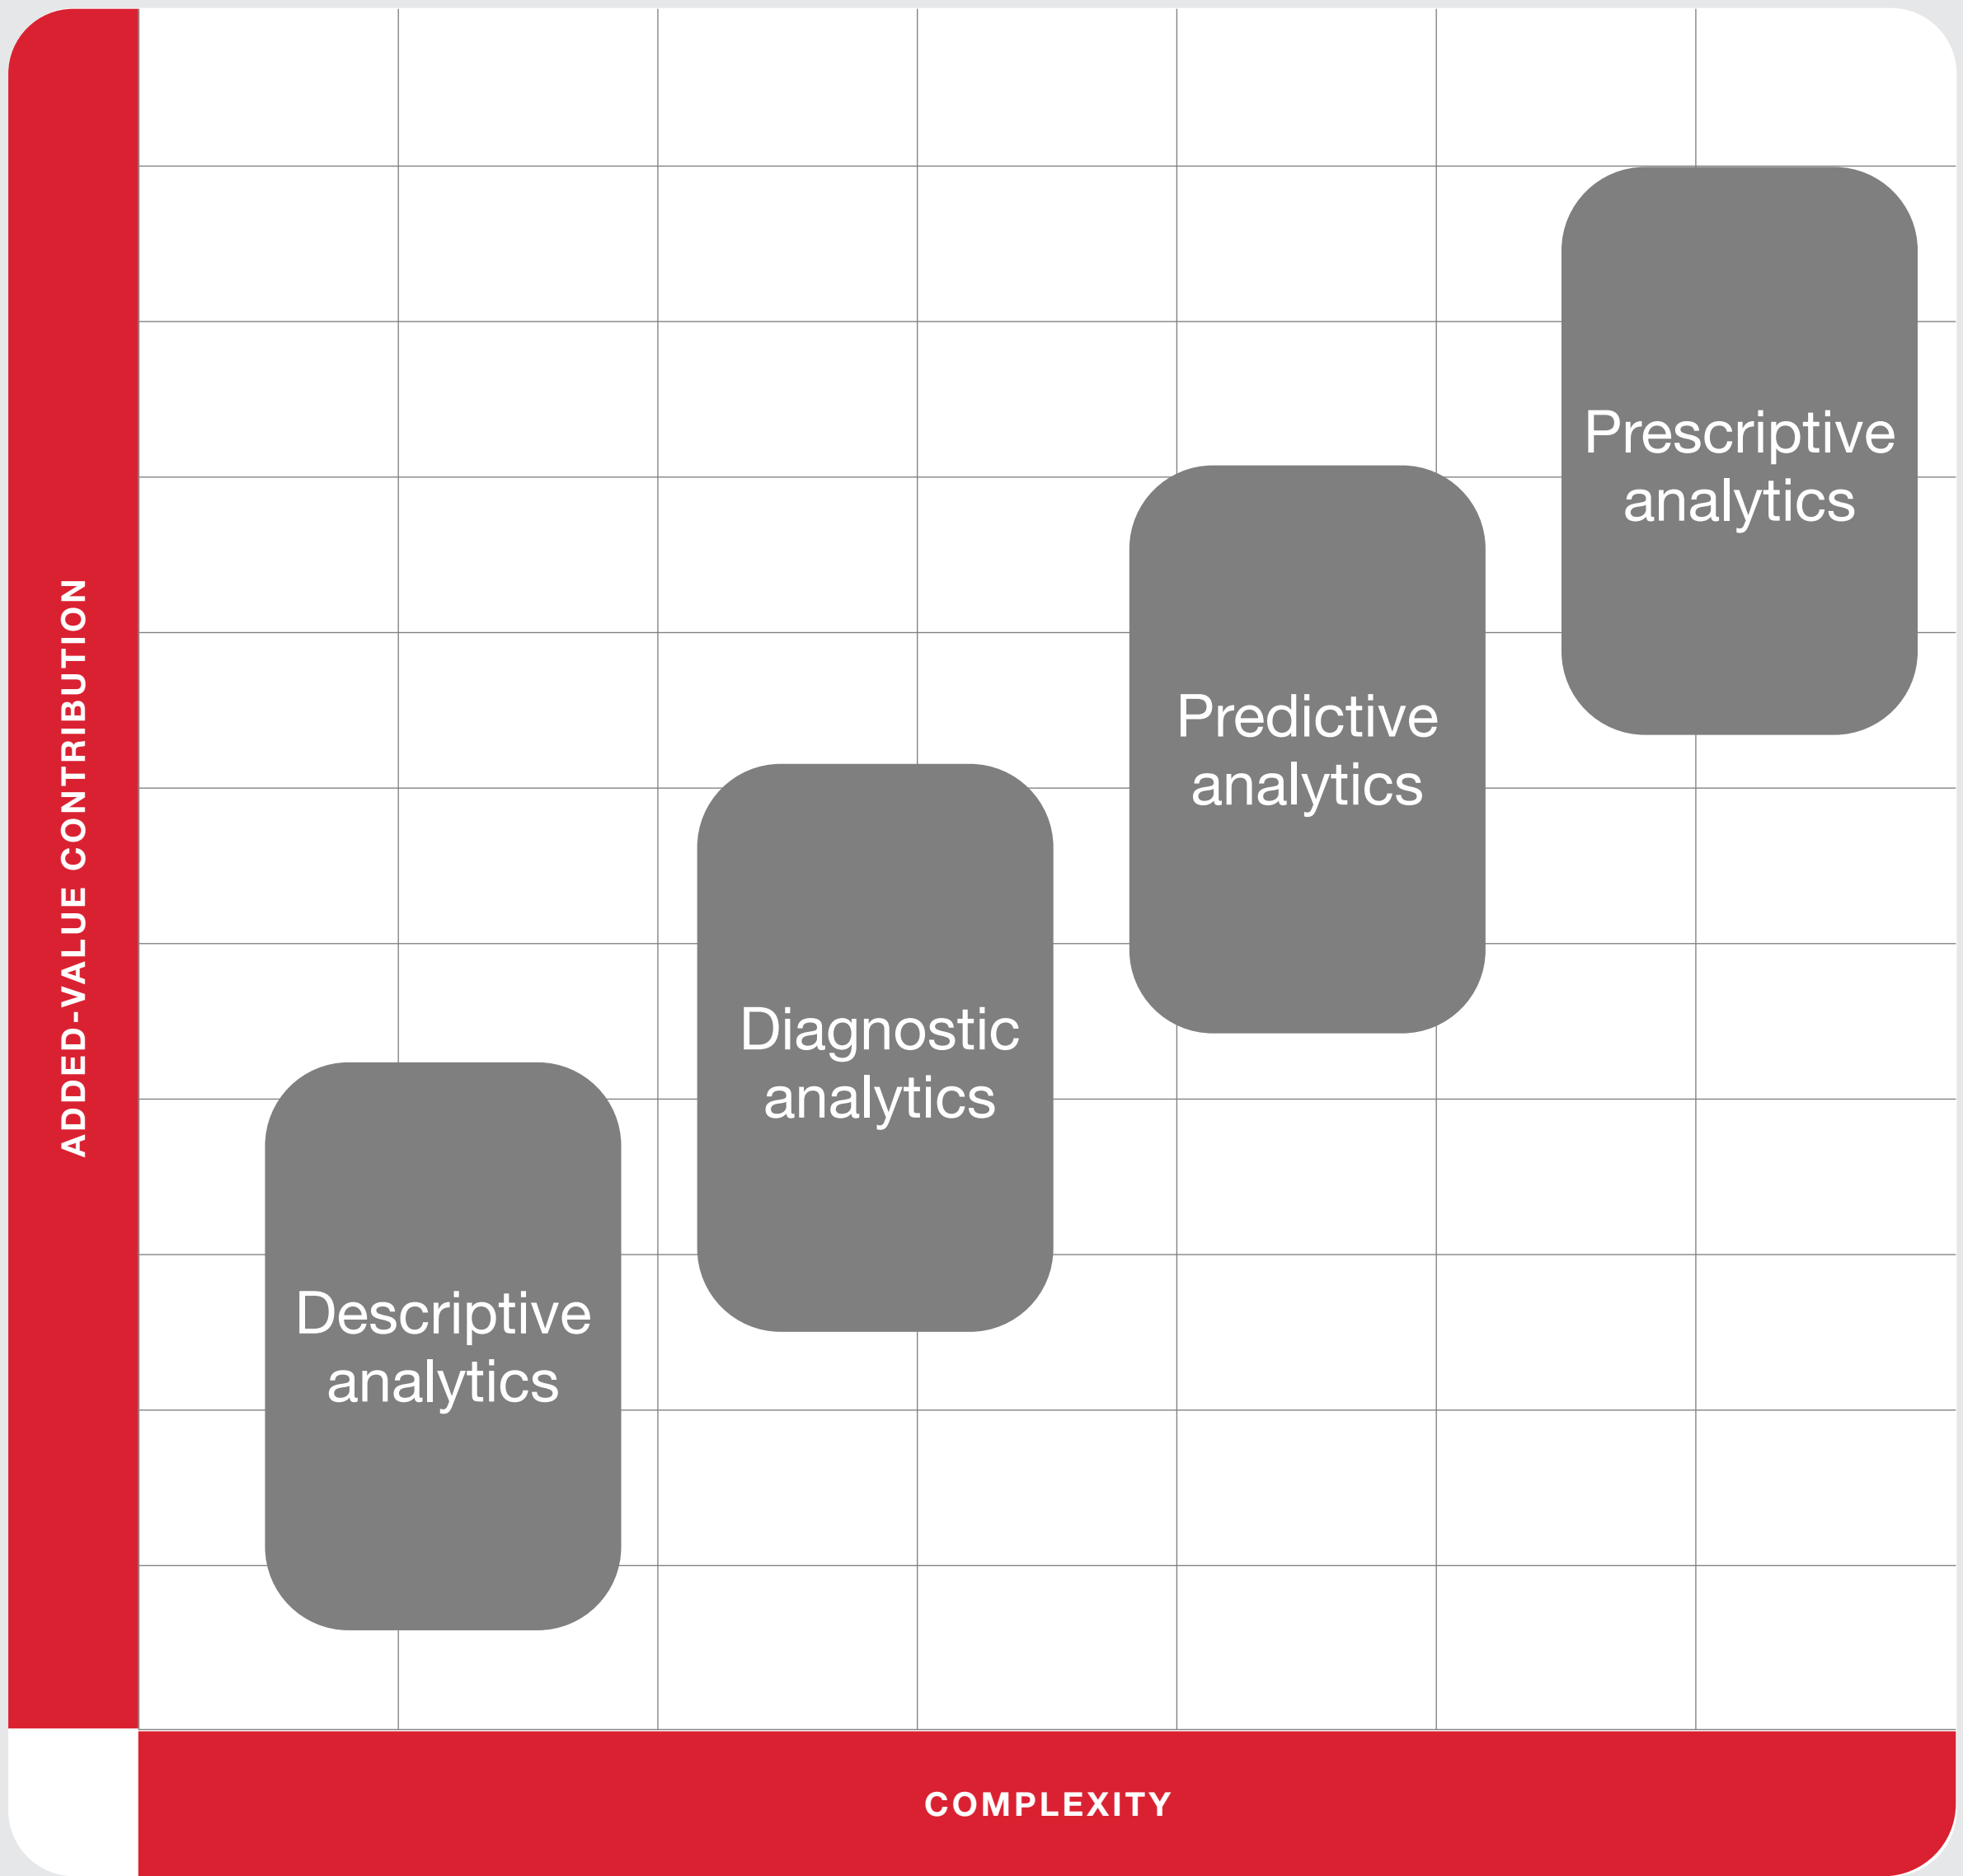 Prescriptive
analytics
Predictive
analytics
Diagnostic
analytics
Descriptive
analytics
ADDED-VALUE CONTRIBUTION
COMPLEXITY